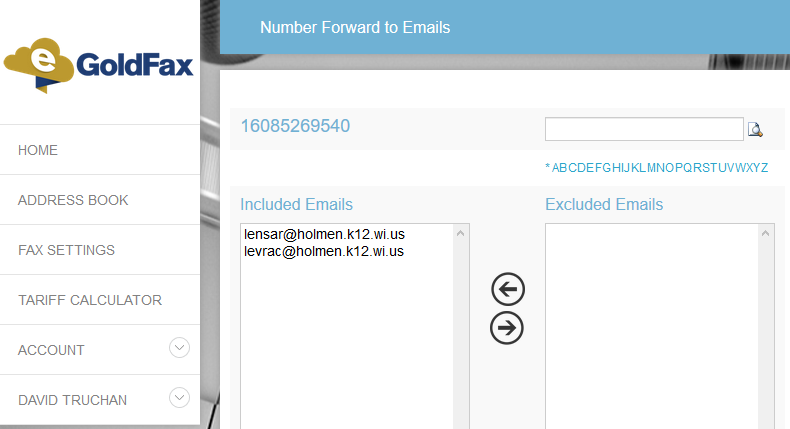 Number Forward to Emails
e GoldFax
16085269540
* ABCDEFGHIJKLMNOPQRSTUVWXYZ
HOME
ADDRESS BOOK
FAX SETTINGS
TARIFF CALCULATOR
ACCOUNT
DAVID TRUCHAN
Included Emails
lensar@holmen.k12.wi.us
levrac@holmen.k12.wi.us
Excluded Emails